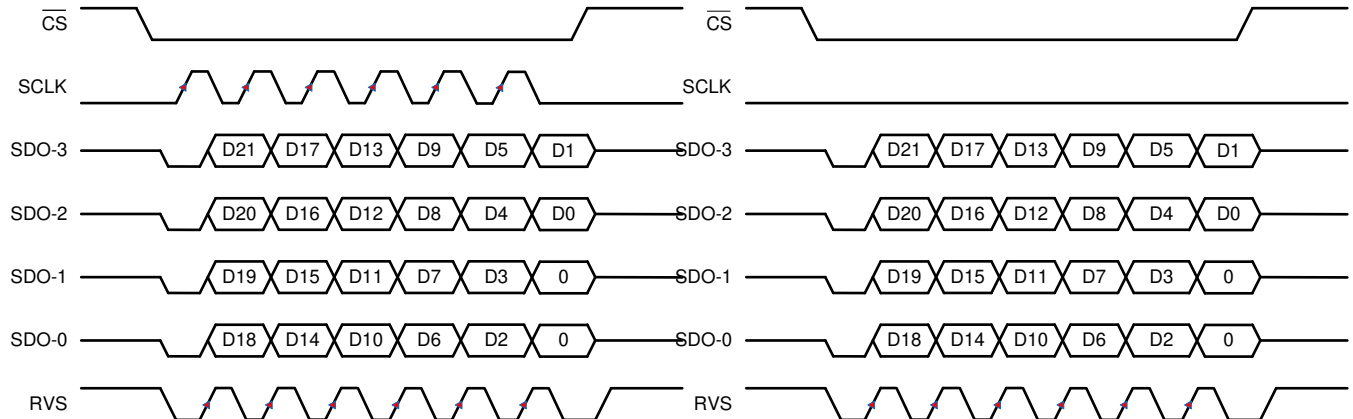 CS CS
SCLK SCLK
SDO-3 D21 D17 D13 D9 D5 D1 SDO-3 D21 D17 D13 D9 D5 D1
SDO-2 D20 D16 D12 D8 D4 D0 SDO-2 D20 D16 D12 D8 D4 D0
SDO-1 D19 D15 D11 D7 D3 0 SDO-1 D19 D15 D11 D7 D3 0
SDO-0 D18 D14 D10 D6 D2 0 SDO-0 D18 D14 D10 D6 D2 0
RVS RVS